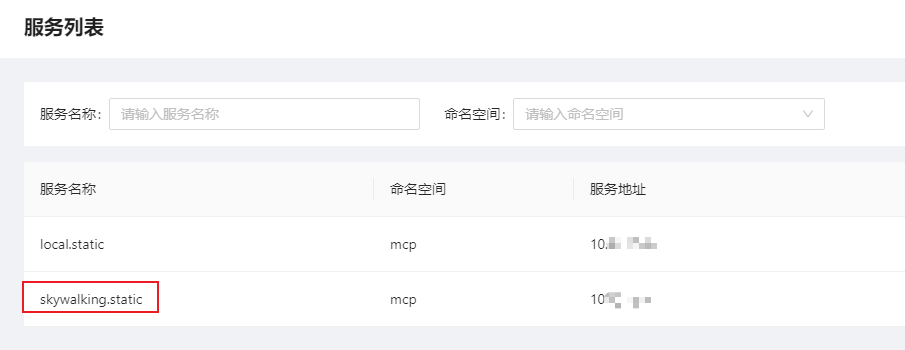 服务列表
服务名称: 请输入服务名称 命名空间: 请输入命名空间
服务名称 命名空间 服务地址
local.static mcp 10.
skywalking.static mcp 10